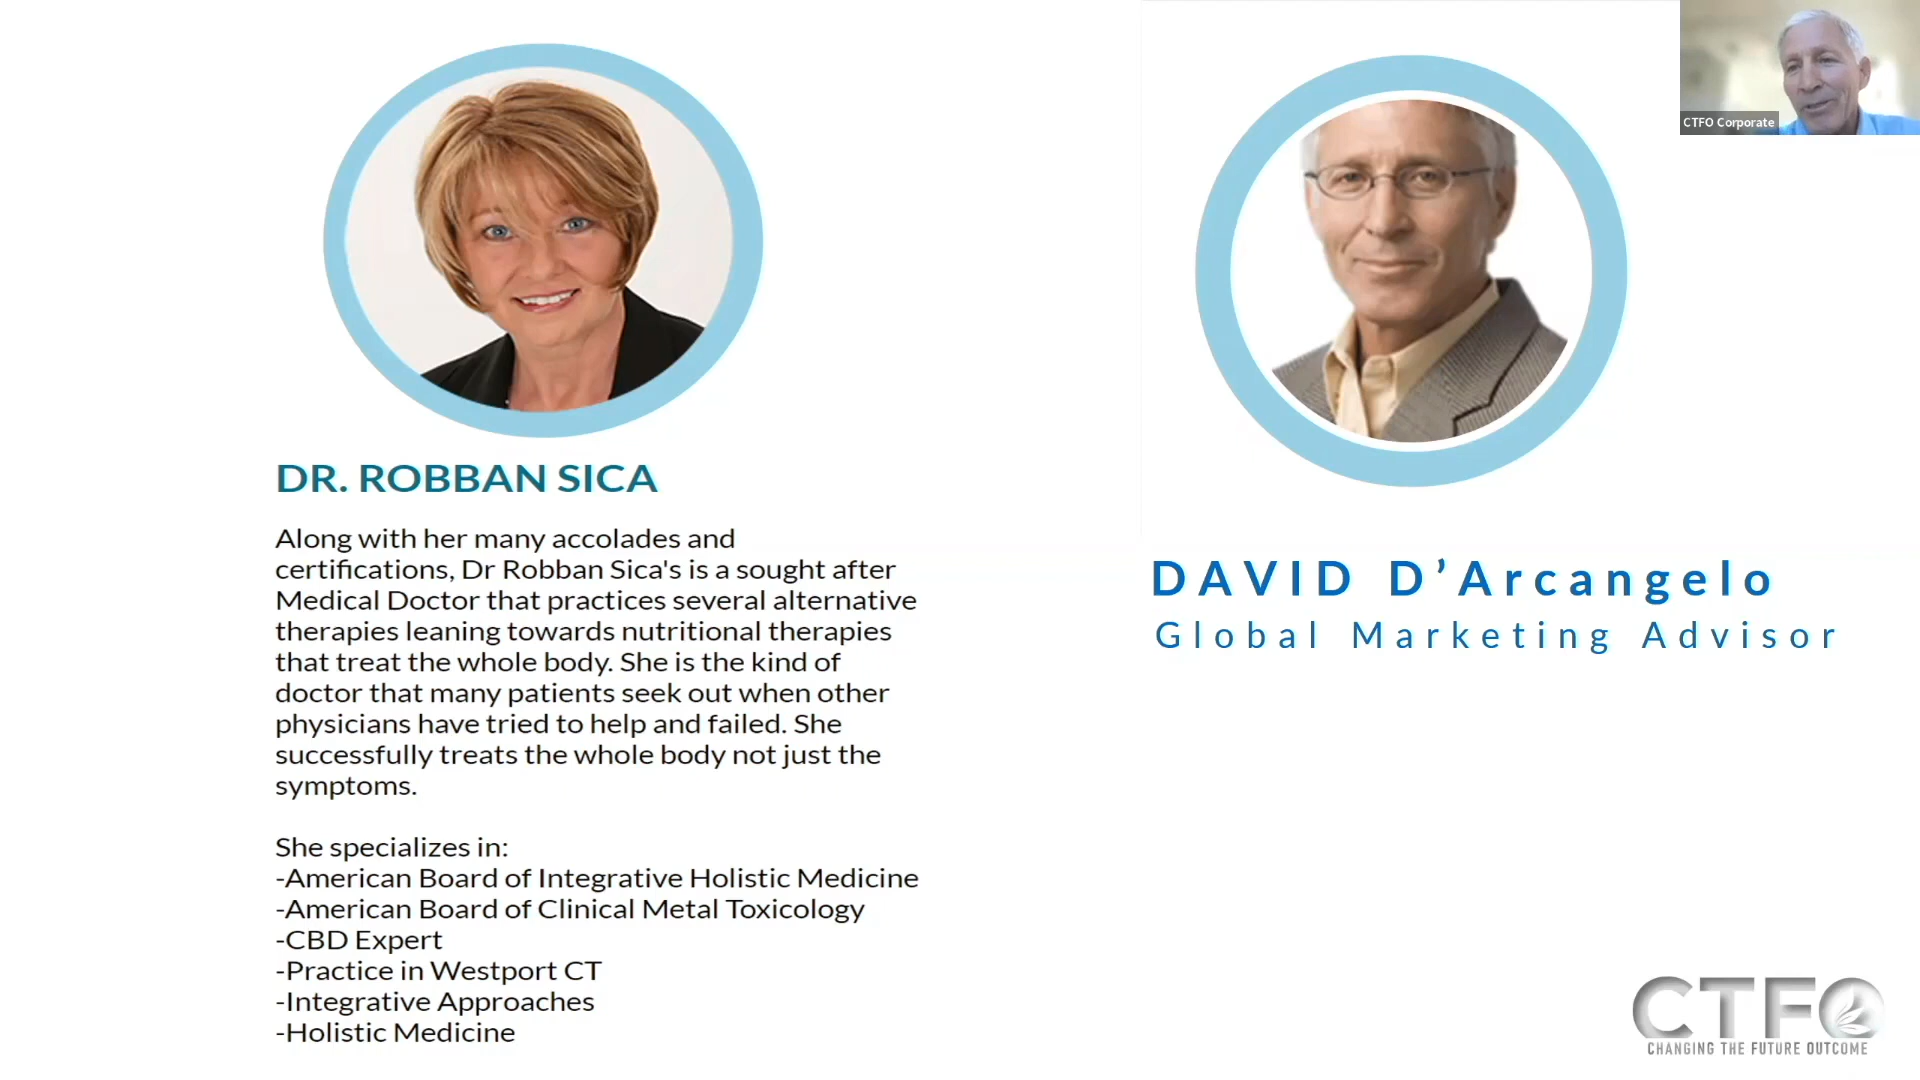 CTFO Corporate
DR. ROBBAN SICA
Along with her many accolades and
certifications, Dr Robban Sica's is a sought after
Medical Doctor that practices several alternative
therapies leaning towards nutritional therapies
that treat the whole body. She is the kind of
doctor that many patients seek out when other
physicians have tried to help and failed. She
successfully treats the whole body not just the
symptoms.
She specializes in:
-American Board of Integrative Holistic Medicine
-American Board of Clinical Metal Toxicology
-CBD Expert
-Practice in Westport CT
-Integrative Approaches
-Holistic Medicine
DAVID D’Arcangelo
Global Marketing Advisor
CTFO
CHANGING THE FUTURE OUTCOME